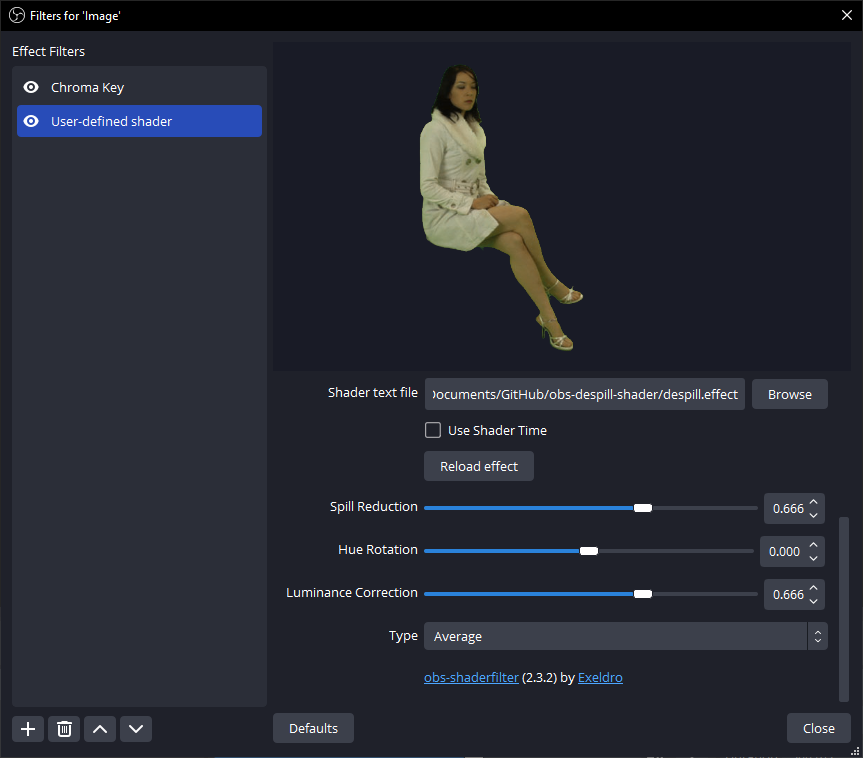 Filters for 'Image'
Effect Filters
Chroma Key
User-defined shader
Shader text file
Documents/GitHub/obs-despill-shader/despill.effect
Browse
Use Shader Time
Reload effect
Spill Reduction
0.666
Hue Rotation
0.000
Luminance Correction
0.666
Type
Average
obs-shaderfilter (2.3.2) by Exeldro
Defaults
Close